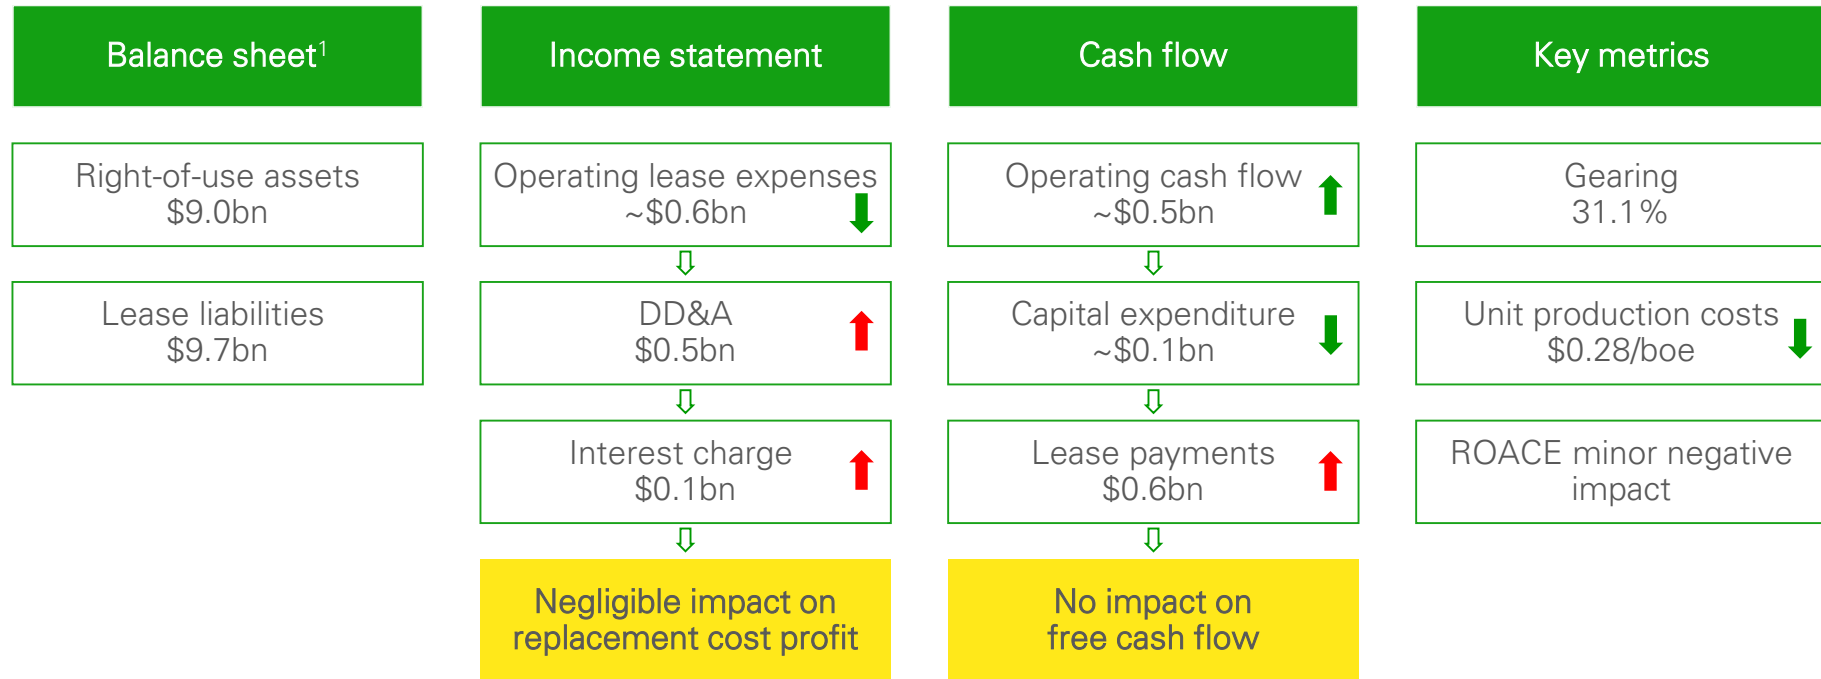 Balance sheet¹
Right-of-use assets
$9.0bn
Lease liabilities
$9.7bn
Income statement
Operating lease expenses
~$0.6bn
DD&A
$0.5bn
Interest charge
$0.1bn
Negligible impact on
replacement cost profit
Cash flow
Operating cash flow
~$0.5bn
Capital expenditure
~$0.1bn
Lease payments
$0.6bn
No impact on
free cash flow
Key metrics
Gearing
31.1%
Unit production costs
$0.28/boe
ROACE minor negative
impact